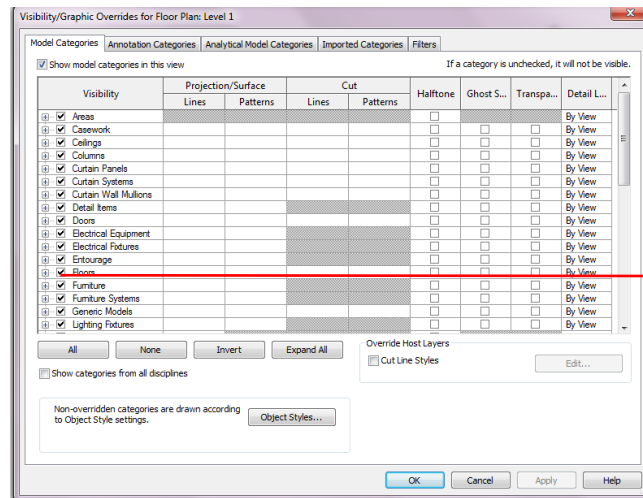 Visibility/Graphic Overrides for Floor Plan: Level 1
Model Categories Annotation Categories Analytical Model Categories Imported Categories Filters
Show model categories in this view If a category is unchecked, it will not be visible.
Visibility Projection/Surface Cut Halftone Ghost S... Transpa... Detail L...
Lines Patterns Lines Patterns
Areas By View
Casework By View
Ceilings By View
Columns By View
Curtain Panels By View
Curtain Systems By View
Curtain Wall Mullions By View
Detail Items By View
Doors By View
Electrical Equipment By View
Electrical Fixtures By View
Entourage By View
Floors By View
Furniture By View
Furniture Systems By View
Generic Models By View
Lighting Fixtures By View
All None Invert Expand All
Override Host Layers
Cut Line Styles Edit...
Show categories from all disciplines
Non-overridden categories are drawn according
to Object Style settings.
Object Styles...
OK Cancel Apply Help